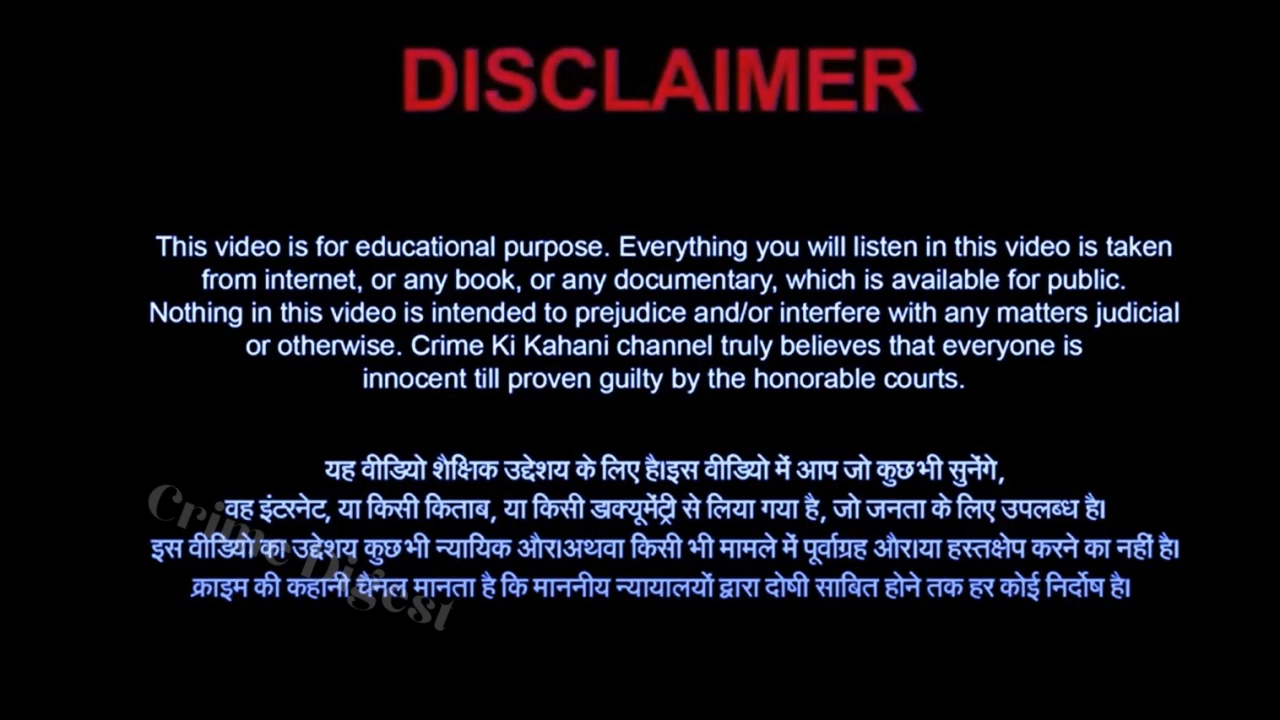 DISCLAIMER
This video is for educational purpose. Everything you will listen in this video is taken
from internet, or any book, or any documentary, which is available for public.
Nothing in this video is intended to prejudice and/or interfere with any matters judicial
or otherwise. Crime Ki Kahani channel truly believes that everyone is
innocent till proven guilty by the honorable courts.
यह वीडियो शैक्षिक उद्देशय के लिए है।इस वीडियो में आप जो कुछ भी सुनेंगे,
वह इंटरनेट, या किसी किताब, या किसी डाक्यूमेंट्री से लिया गया है, जो जनता के लिए उपलब्ध है।
इस वीडियो का उद्देशय कुछ भी न्यायिक और।अथवा किसी भी मामले में पूर्वाग्रह और।या हस्तक्षेप करने का नहीं है।
क्राइम की कहानी चैनल मानता है कि माननीय न्यायालयों द्वारा दोषी साबित होने तक हर कोई निर्दोष है।
Crime Digest